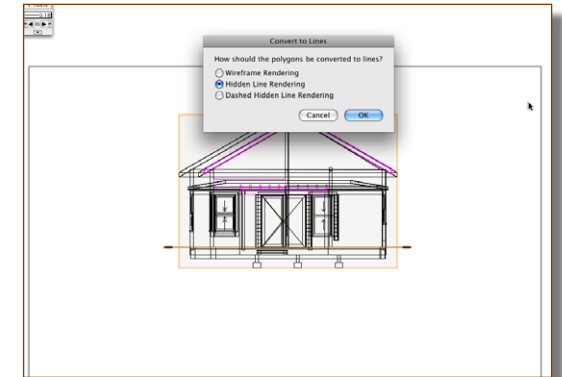 Convert to Lines
How should the polygons be converted to lines?
Wireframe Rendering
Hidden Line Rendering
Dashed Hidden Line Rendering
Cancel
OK